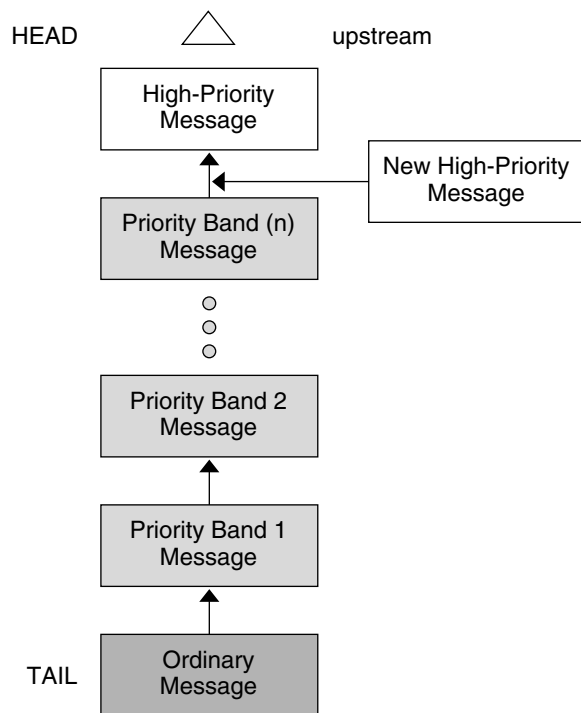 HEAD
upstream
High-Priority
Message
New High-Priority
Message
Priority Band (n)
Message
Priority Band 2
Message
Priority Band 1
Message
Ordinary
Message
TAIL